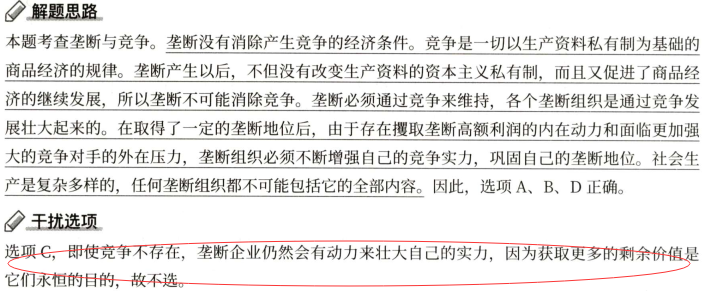 解题思路
本题考查垄断与竞争。垄断没有消除产生竞争的经济条件。竞争是一切以生产资料私有制为基础的
商品经济的规律。垄断产生以后，不但没有改变生产资料的资本主义私有制，而且又促进了商品经
济的继续发展，所以垄断不可能消除竞争。垄断必须通过竞争来维持，各个垄断组织是通过竞争发
展壮大起来的。在取得了一定的垄断地位后，由于存在攫取垄断高额利润的内在动力和面临更加强
大的竞争对手的外在压力，垄断组织必须不断增强自己的竞争实力，巩固自己的垄断地位。社会生
产是复杂多样的，任何垄断组织都不可能包括它的全部内容。因此，选项 A、B、D 正确。
干扰选项
选项 C，即使竞争不存在，垄断企业仍然会有动力来壮大自己的实力，因为获取更多的剩余价值是
它们永恒的目的，故不选。